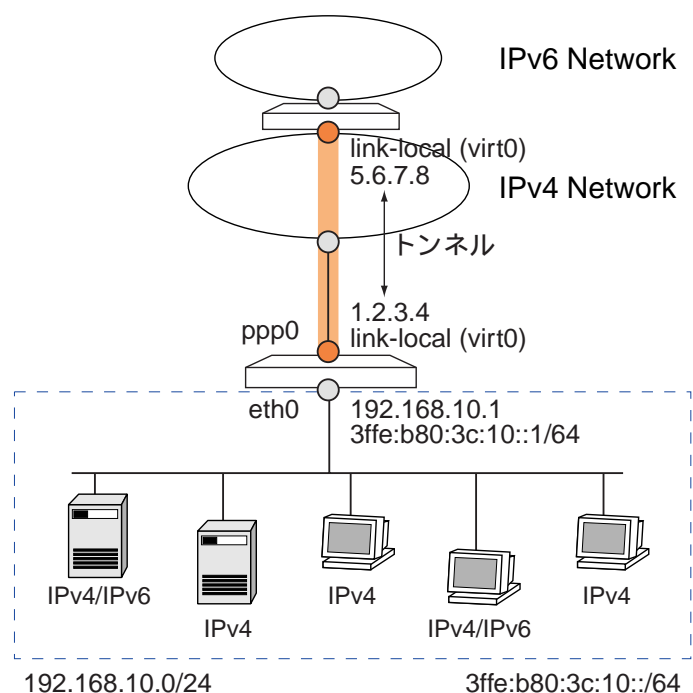 IPv6 Network
link-local (virt0)
5.6.7.8
IPv4 Network
トンネル
1.2.3.4
ppp0
link-local (virt0)
eth0
192.168.10.1
3ffe:b80:3c:10::1/64
IPv4/IPv6
IPv4
IPv4
IPv4/IPv6
IPv4
192.168.10.0/24
3ffe:b80:3c:10::/64